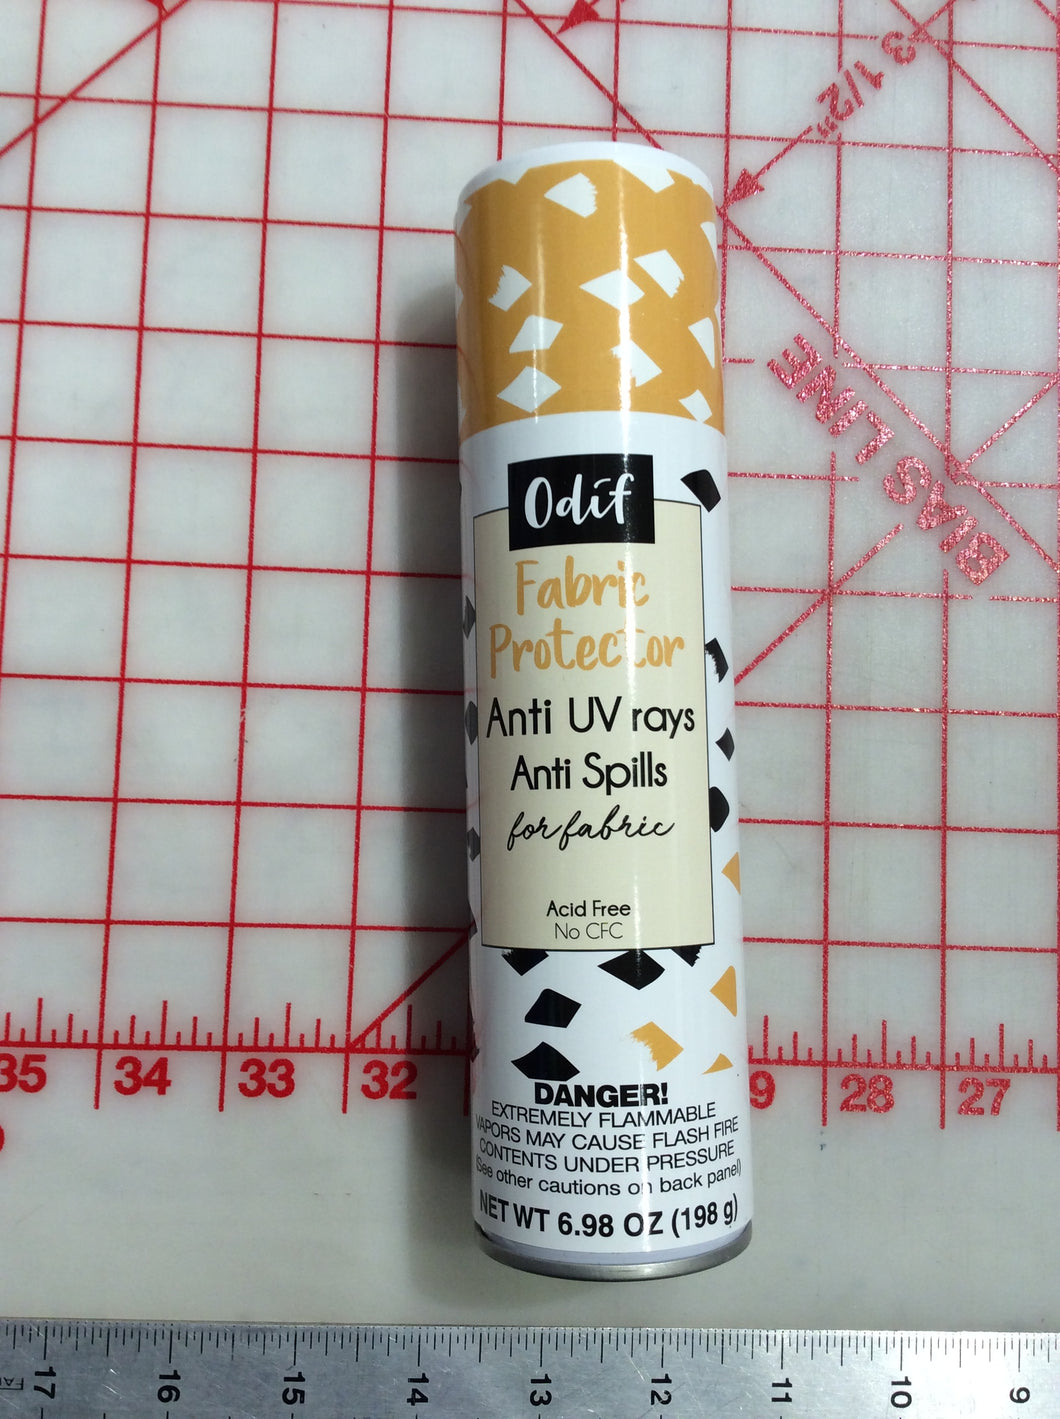 3 1/2"
BIAS LINE
Odif
Fabric
Protector
Anti UV rays
Anti Spills
for fabric
Acid Free
No CFC
35 34 33 32 9 28 27
DANGER!
EXTREMELY FLAMMABLE
VAPORS MAY CAUSE FLASH FIRE
CONTENTS UNDER PRESSURE
(See other cautions on back panel)
NET WT 6.98 OZ (198 g)
17 16 15 14 13 12 11 10 9